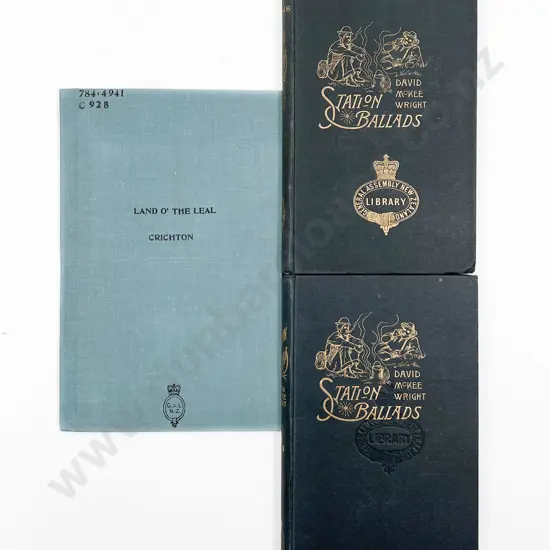 784.4941
C928
LAND O' THE LEAL
CRICHTON
G.A.L.
N.Z.
DAVID
McKEE
WRIGHT
STATION
BALLADS
GENERAL ASSEMBLY NEW ZEALAND
LIBRARY
DAVID
McKEE
WRIGHT
STATION
BALLADS
LIBRARY